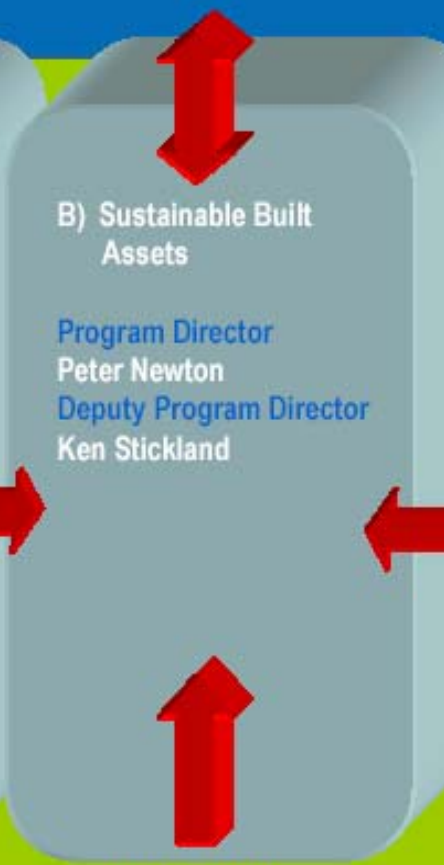 B) Sustainable Built
Assets
Program Director
Peter Newton
Deputy Program Director
Ken Stickland